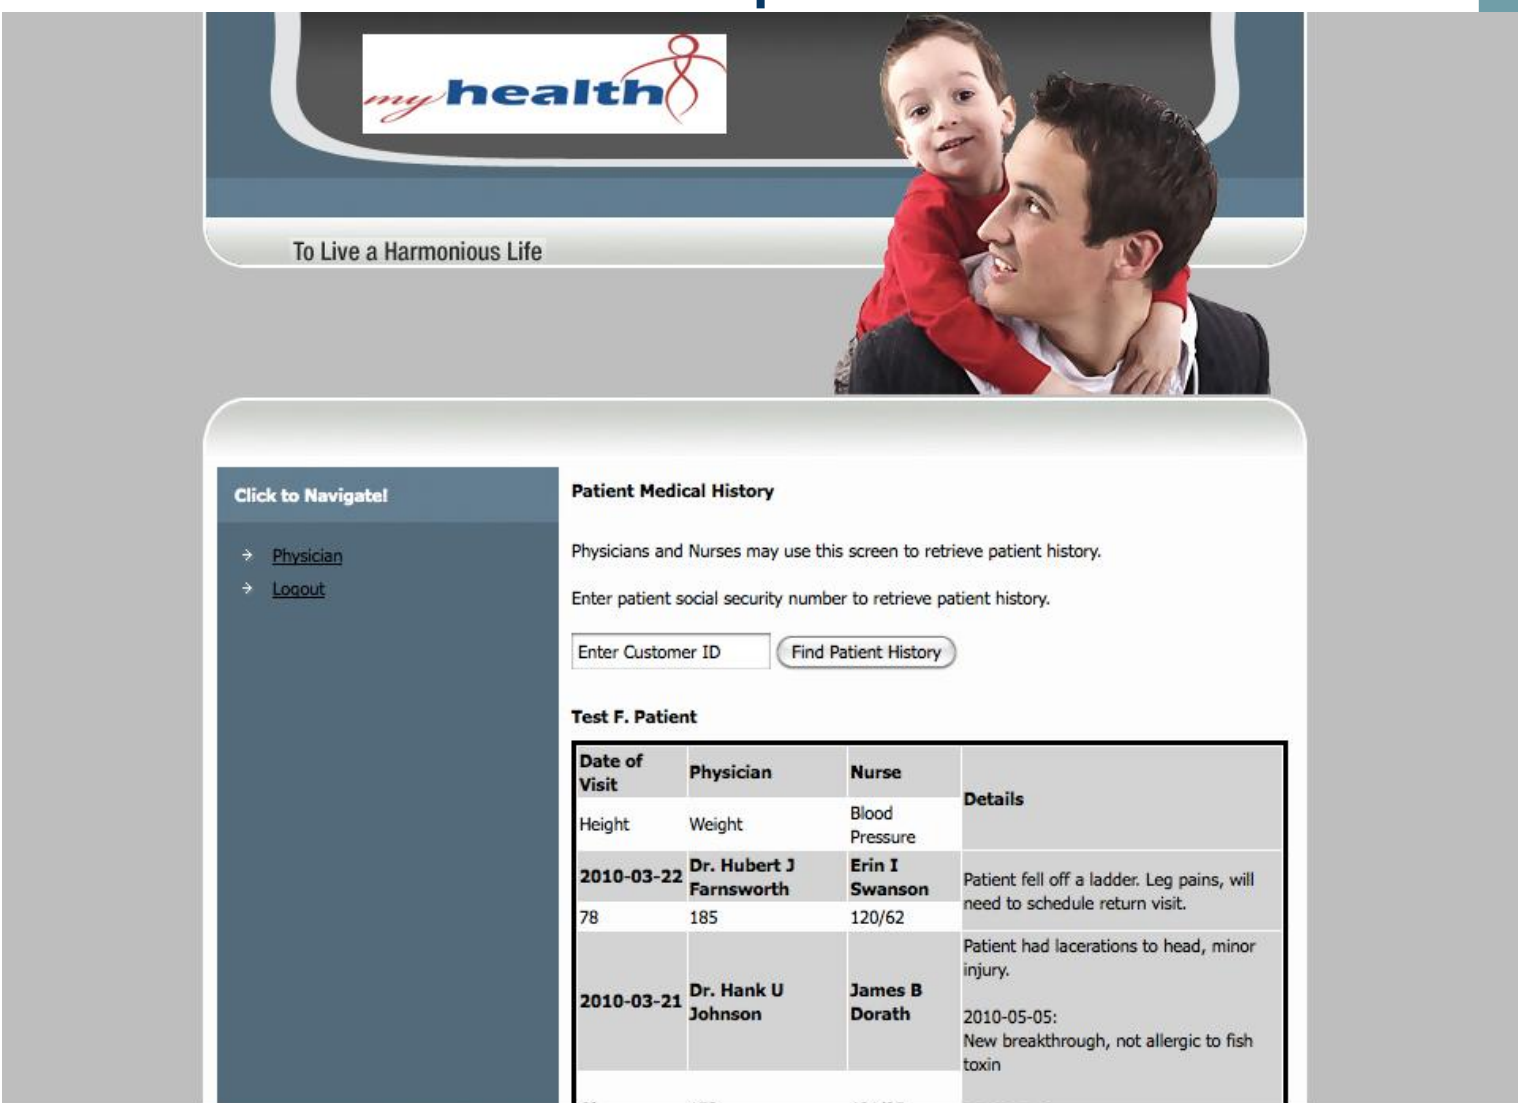 myhealth
To Live a Harmonious Life
Click to Navigate!
Physician
Logout
Patient Medical History
Physicians and Nurses may use this screen to retrieve patient history.
Enter patient social security number to retrieve patient history.
Enter Customer ID Find Patient History
Test F. Patient
Date of
Visit
Physician
Nurse
Details
Height
Weight
Blood
Pressure
2010-03-22
Dr. Hubert J
Farnsworth
Erin I
Swanson
Patient fell off a ladder. Leg pains, will
need to schedule return visit.
78
185
120/62
2010-03-21
Dr. Hank U
Johnson
James B
Dorath
Patient had lacerations to head, minor
injury.
2010-05-05:
New breakthrough, not allergic to fish
toxin